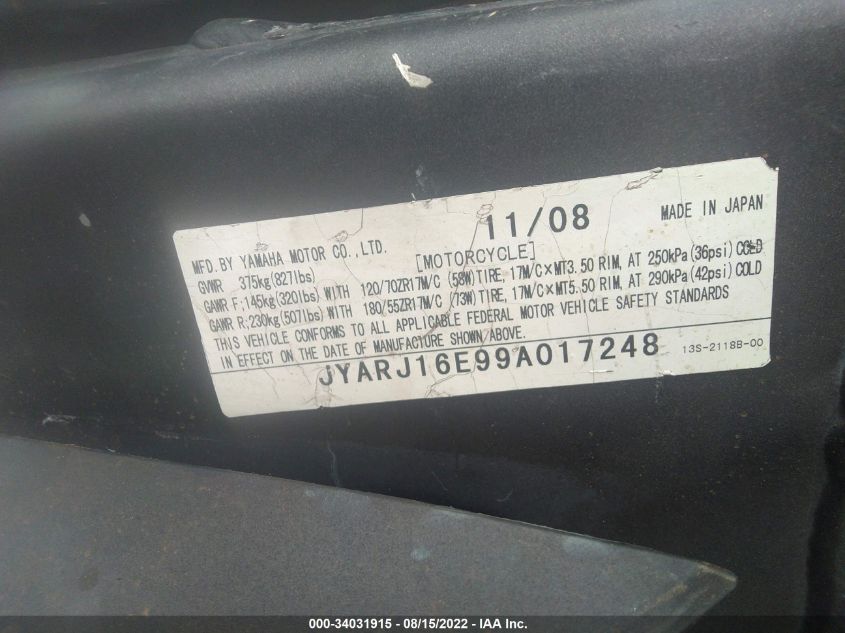 11/08 MADE IN JAPAN
MFD. BY YAMAHA MOTOR CO., LTD. [MOTORCYCLE]
GVWR 375kg(827lbs)
GAWR F:145kg(320lbs) WITH 120/70ZR17M/C (58W)TIRE, 17M/C×MT3.50 RIM, AT 250kPa(36psi) COLD
GAWR R:230kg(507lbs) WITH 180/55ZR17M/C (73W)TIRE, 17M/C×MT5.50 RIM, AT 290kPa(42psi) COLD
THIS VEHICLE CONFORMS TO ALL APPLICABLE FEDERAL MOTOR VEHICLE SAFETY STANDARDS
IN EFFECT ON THE DATE OF MANUFACTURE SHOWN ABOVE.
JYARJ16E99A017248 13S-2118B-00
000-34031915 - 08/15/2022 - IAAI Inc.